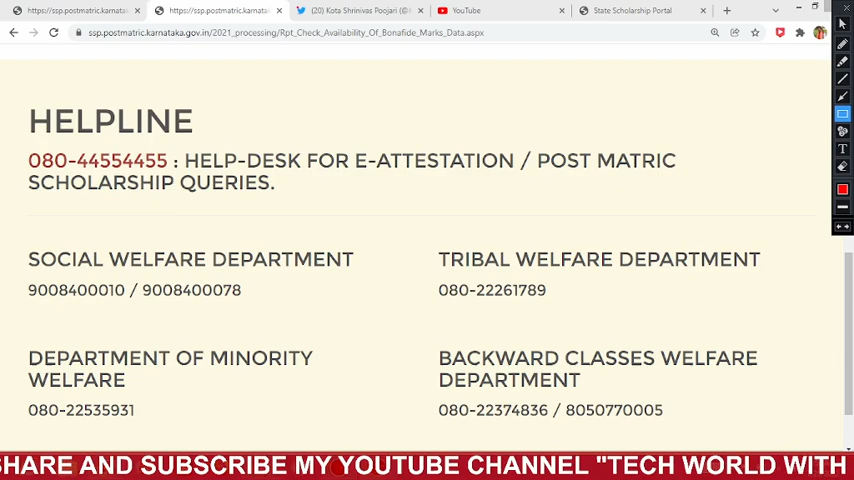 https://ssp.postmatric.karnatak
https://ssp.postmatric.karnatak
(20) Kota Shrinivas Poojari (@
YouTube
State Scholarship Portal
ssp.postmatric.karnataka.gov.in/2021_processing/Rpt_Check_Availability_Of_Bonafide_Marks_Data.aspx
HELPLINE
080-44554455 : HELP-DESK FOR E-ATTESTATION / POST MATRIC
SCHOLARSHIP QUERIES.
SOCIAL WELFARE DEPARTMENT
TRIBAL WELFARE DEPARTMENT
9008400010 / 9008400078
080-22261789
DEPARTMENT OF MINORITY
WELFARE
BACKWARD CLASSES WELFARE
DEPARTMENT
080-22535931
080-22374836 / 8050770005
SHARE AND SUBSCRIBE MY YOUTUBE CHANNEL "TECH WORLD WITH